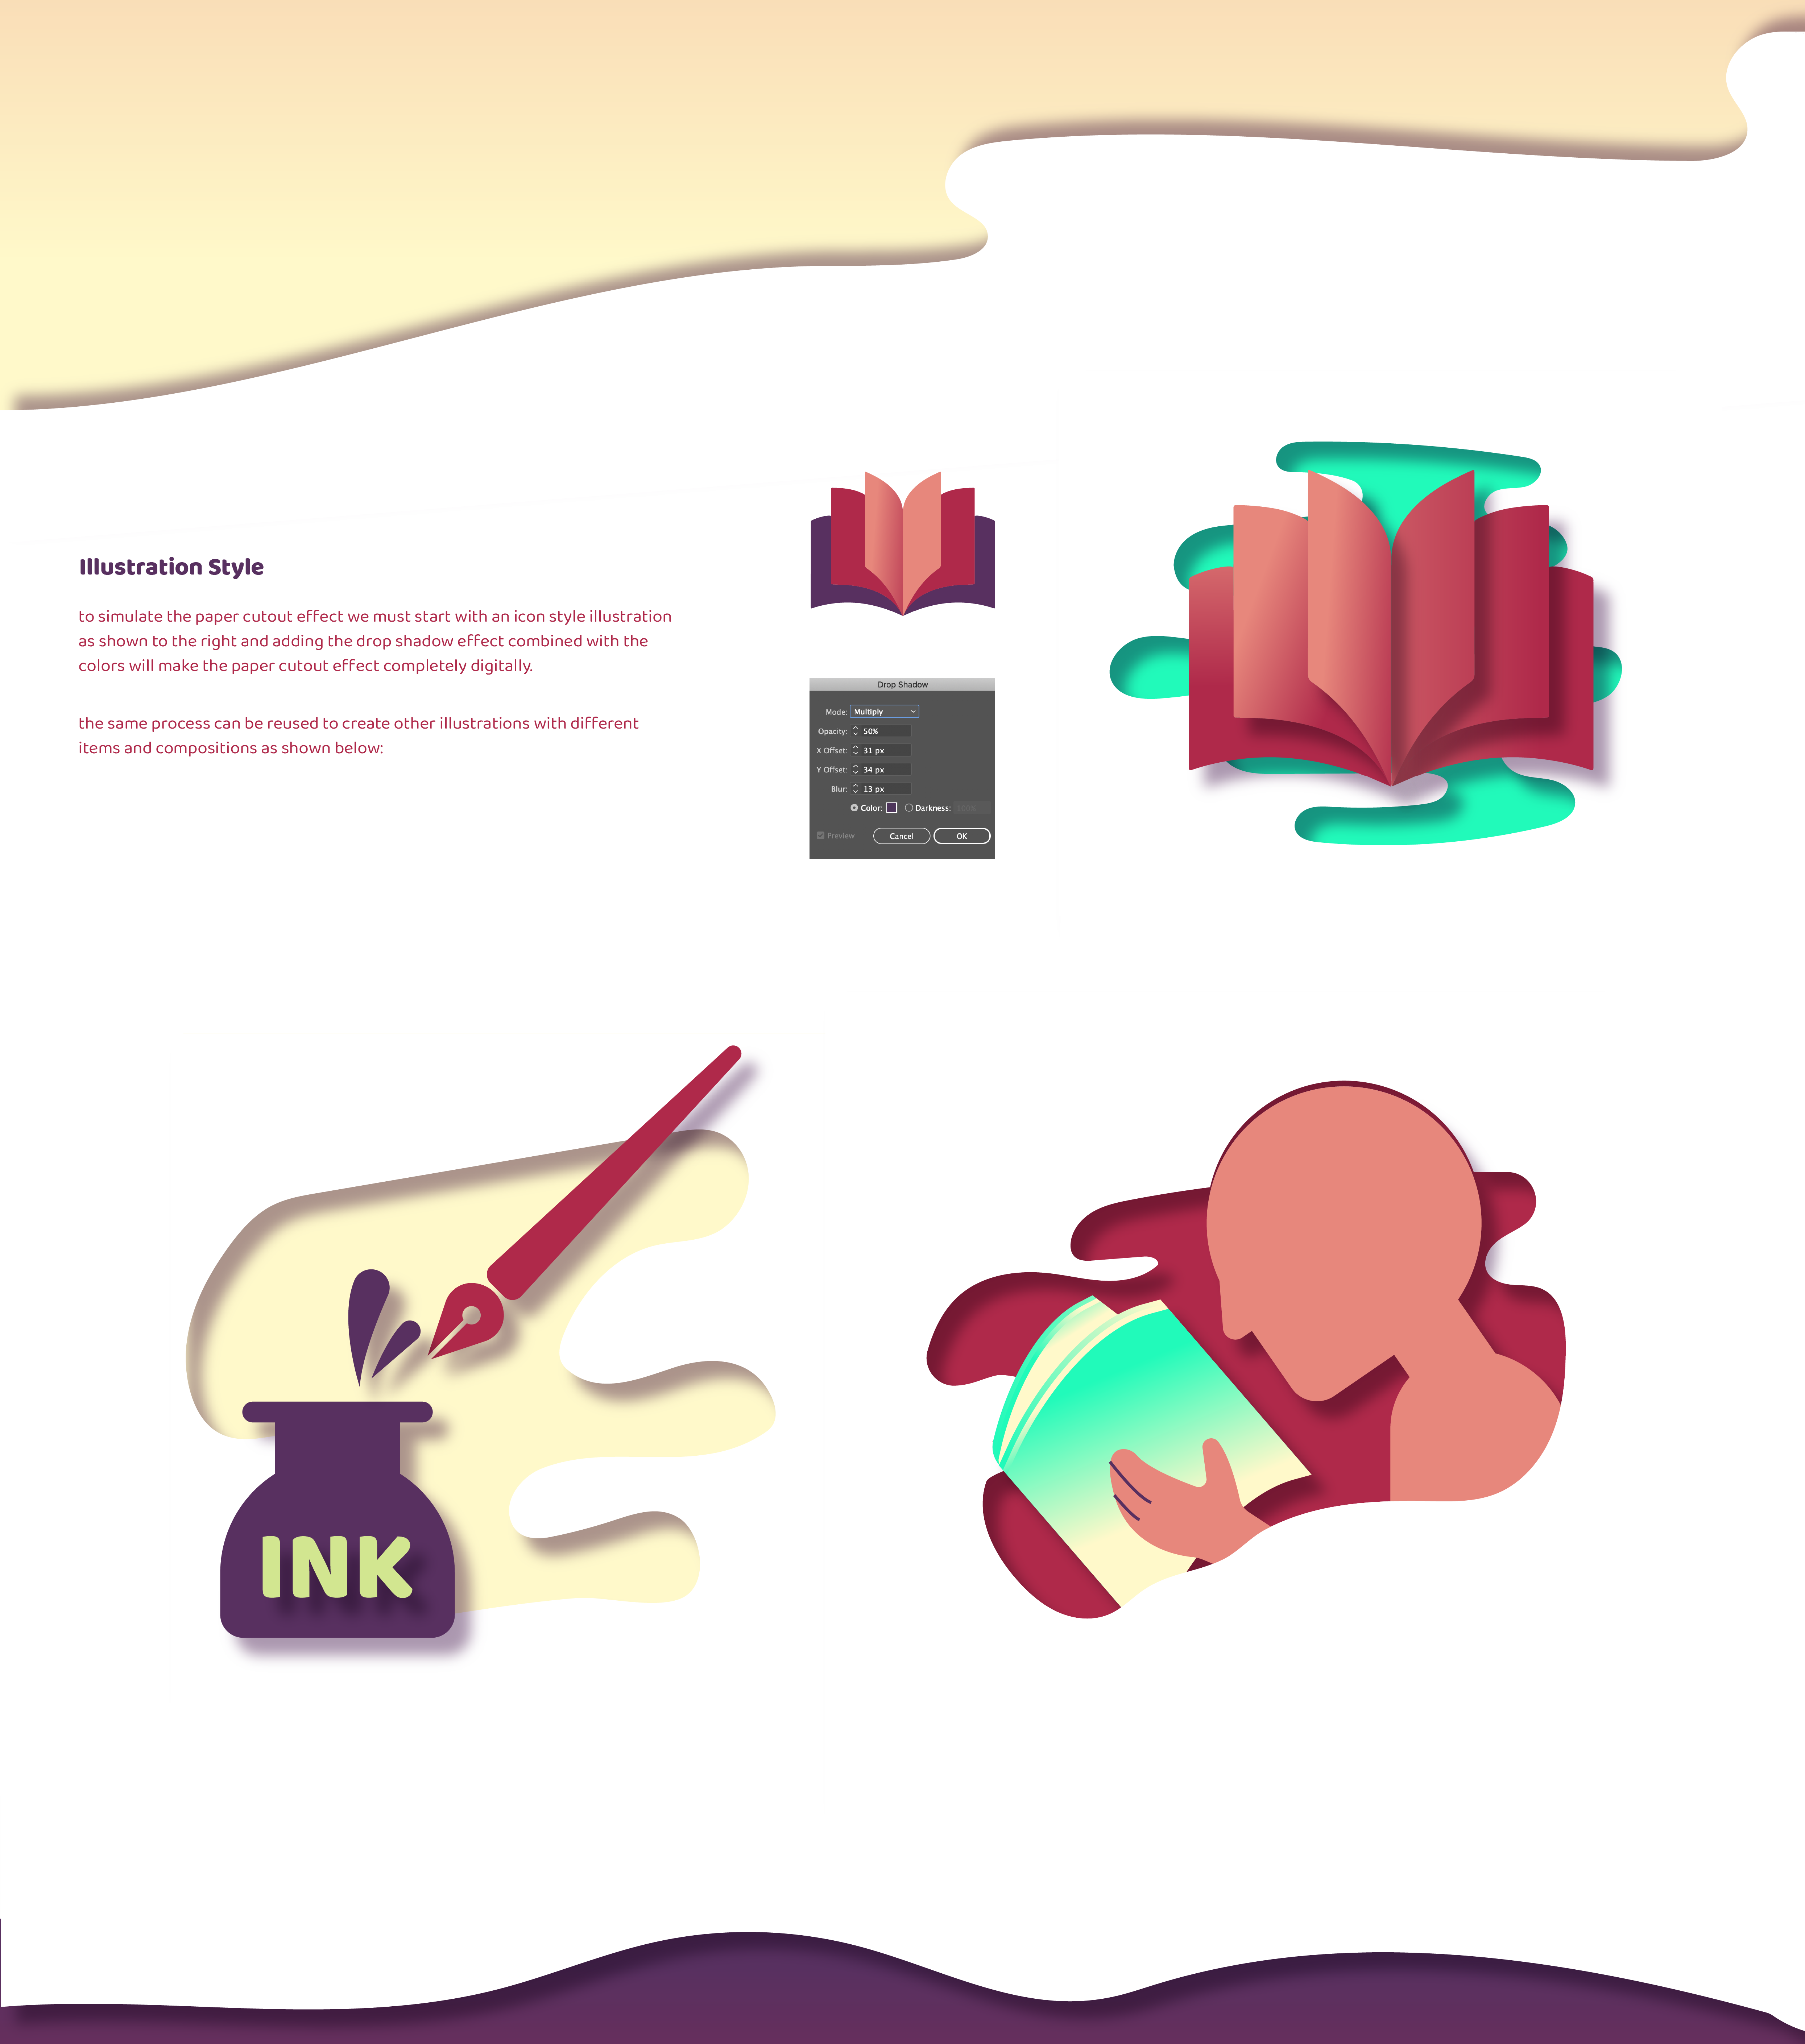 Illustration Style
to simulate the paper cutout effect we must start with an icon style illustration
as shown to the right and adding the drop shadow effect combined with the
colors will make the paper cutout effect completely digitally.
the same process can be reused to create other illustrations with different
items and compositions as shown below:
Drop Shadow
Mode: Multiply
Opacity: 50%
X Offset: 31 px
Y Offset: 34 px
Blur: 13 px
Color: Darkness:
Preview Cancel OK
INK